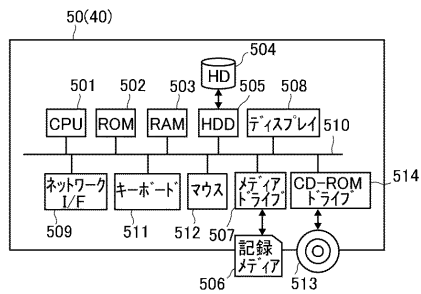 50(40)
504
HD
501
502
503
505
508
CPU
ROM
RAM
HDD
ディスプレイ
510
514
ネットワーク
I/F
キーボード
マウス
メディア
ドライブ
CD-ROM
ドライブ
509
511
512
507
記録
メディア
506
513